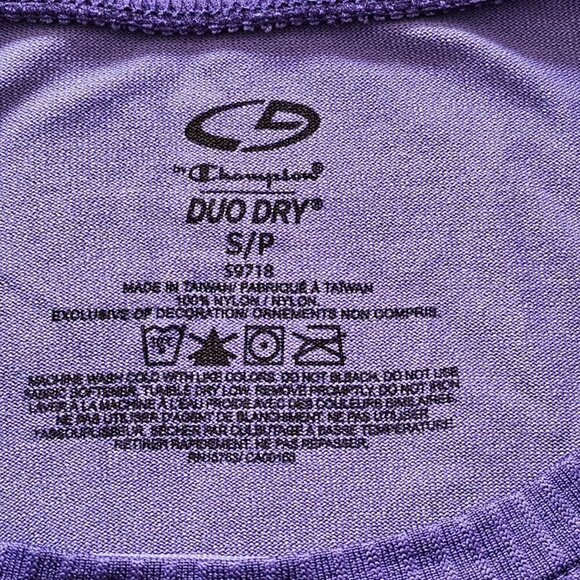 C9
by Champion®
DUO DRY®
S/P
S9718
MADE IN TAIWAN / FABRIQUÉ À TAÏWAN
100% NYLON / NYLON.
EXCLUSIVE OF DECORATION / ORNEMENTS NON COMPRIS.
MACHINE WASH COLD WITH LIKE COLORS. DO NOT BLEACH. DO NOT USE
FABRIC SOFTENER. TUMBLE DRY LOW. REMOVE PROMPTLY. DO NOT IRON
LAVER À LA MACHINE À L'EAU FROIDE AVEC DES COULEURS SIMILAIRES.
NE PAS UTILISER D'AGENT DE BLANCHIMENT. NE PAS UTILISER
D'ASSOUPLISSEUR. SÉCHER PAR CULBUTAGE À BASSE TEMPÉRATURE.
RETIRER RAPIDEMENT. NE PAS REPASSER.
RN15763 / CA00163